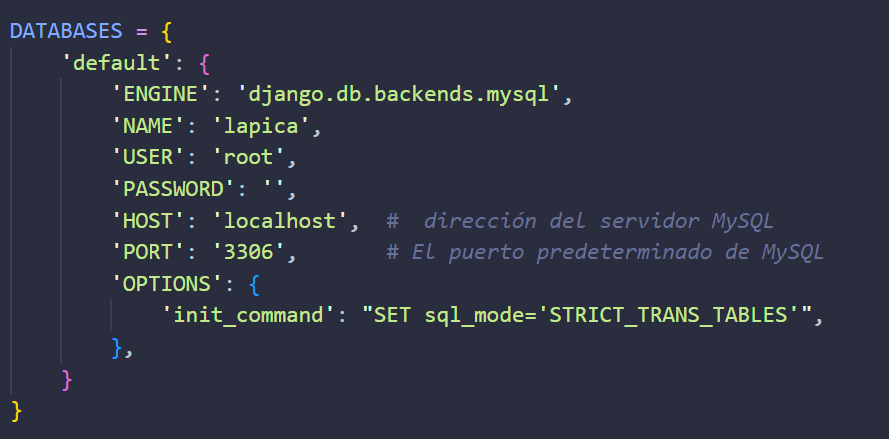 DATABASES = {
    'default': {
        'ENGINE': 'django.db.backends.mysql',
        'NAME': 'lapica',
        'USER': 'root',
        'PASSWORD': '',
        'HOST': 'localhost',  #  dirección del servidor MySQL
        'PORT': '3306',       # El puerto predeterminado de MySQL
        'OPTIONS': {
            'init_command': "SET sql_mode='STRICT_TRANS_TABLES'",
        },
    }
}